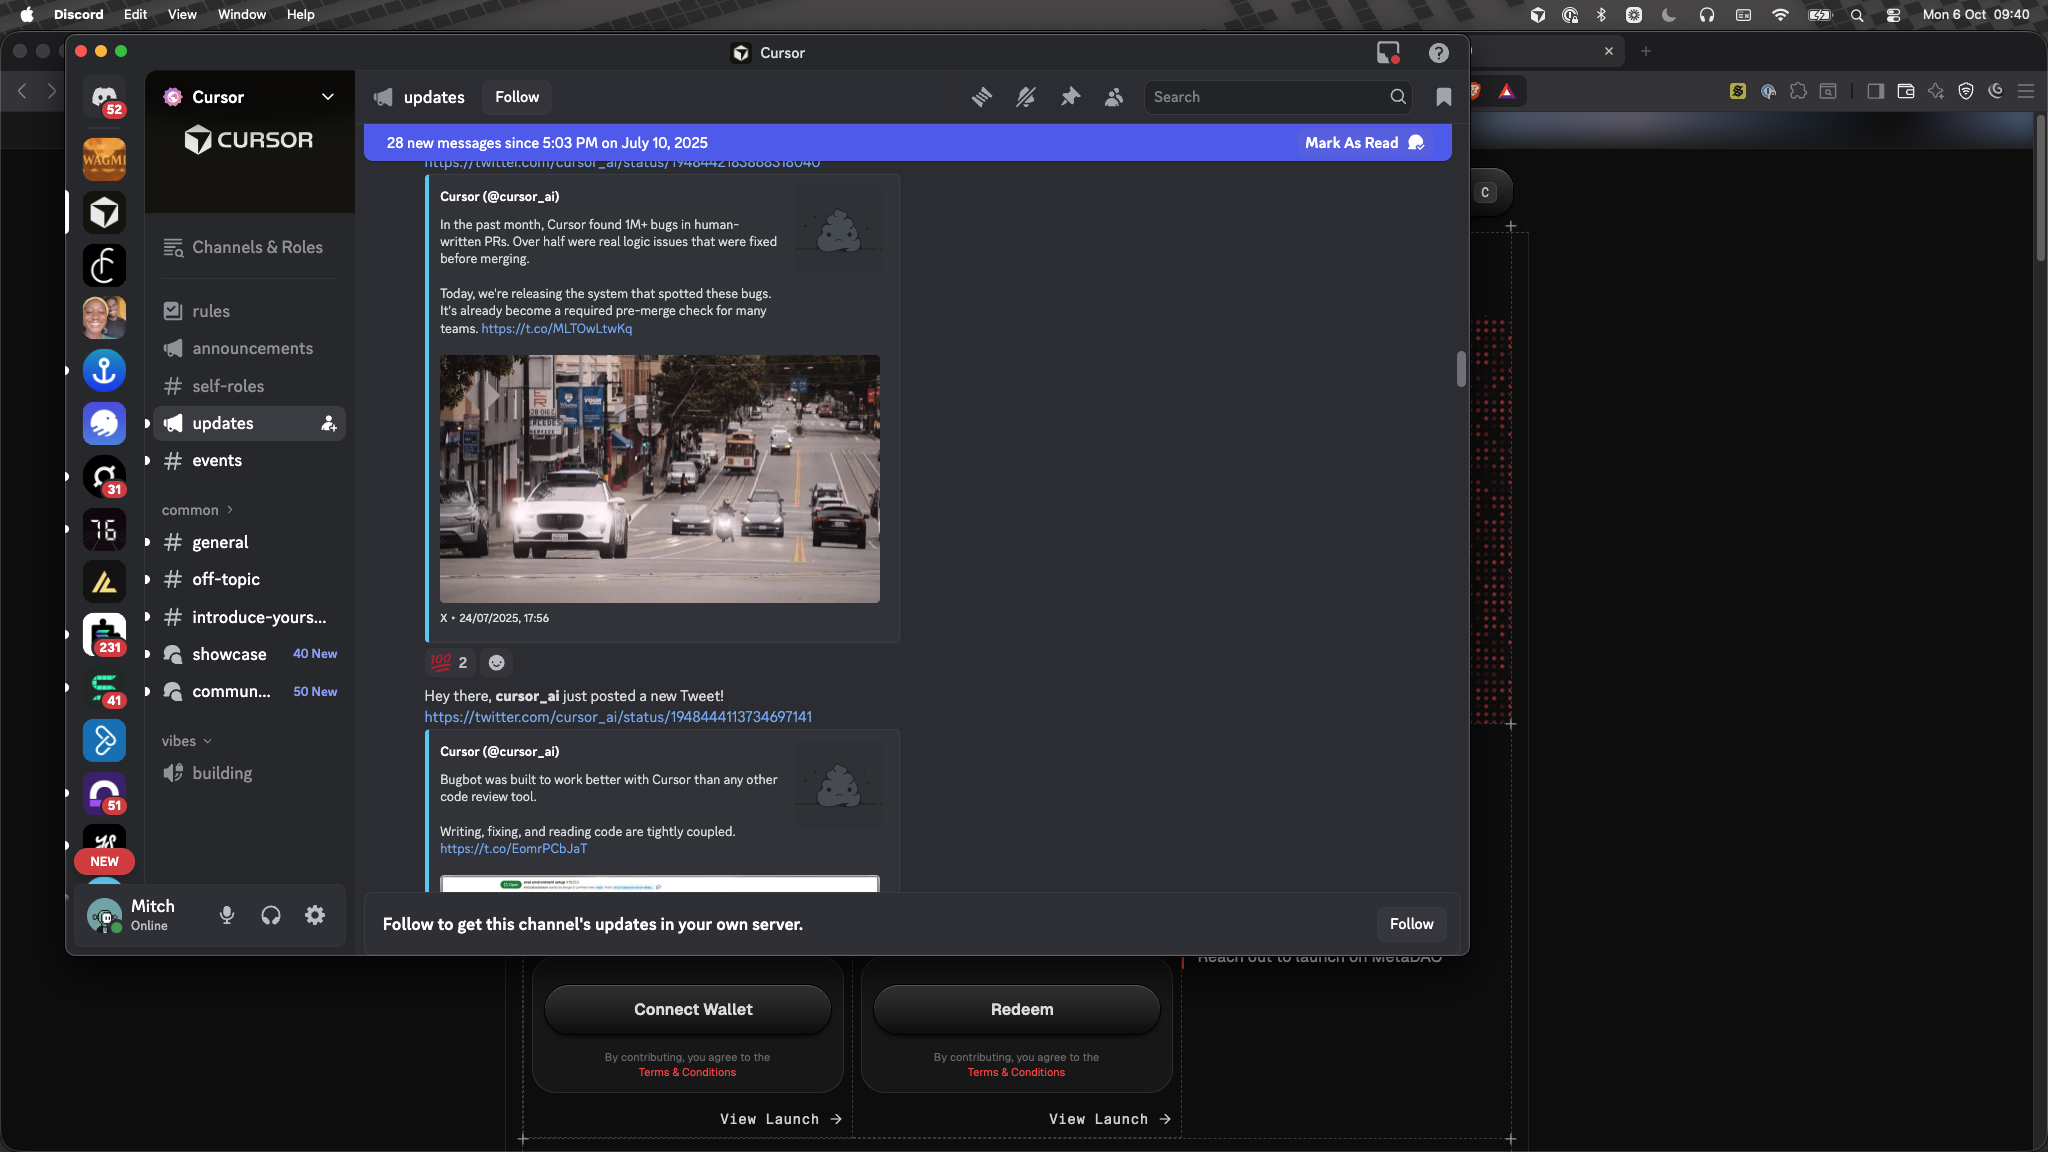 Discord Edit View Window Help
Mon 6 Oct 09:40
Cursor
52
WAGMI
31
76
231
41
51
NEW
Cursor
CURSOR
Channels & Roles
rules
announcements
self-roles
updates
events
common
general
off-topic
introduce-yours...
showcase 40 New
commun... 50 New
vibes
building
Mitch
Online
updates Follow
Search
28 new messages since 5:03 PM on July 10, 2025
Mark As Read
https://twitter.com/cursor_ai/status/1948442183868318040
Cursor (@cursor_ai)
In the past month, Cursor found 1M+ bugs in human-
written PRs. Over half were real logic issues that were fixed
before merging.
Today, we're releasing the system that spotted these bugs.
It's already become a required pre-merge check for many
teams. https://t.co/MLTOwLtwKq
X • 24/07/2025, 17:56
100 2
Hey there, cursor_ai just posted a new Tweet!
https://twitter.com/cursor_ai/status/1948444113734697141
Cursor (@cursor_ai)
Bugbot was built to work better with Cursor than any other
code review tool.
Writing, fixing, and reading code are tightly coupled.
https://t.co/EomrPCbJaT
Follow to get this channel's updates in your own server.
Follow
C
Reach out to launch on MetaDAO
Connect Wallet
By contributing, you agree to the
Terms & Conditions
View Launch →
Redeem
By contributing, you agree to the
Terms & Conditions
View Launch →